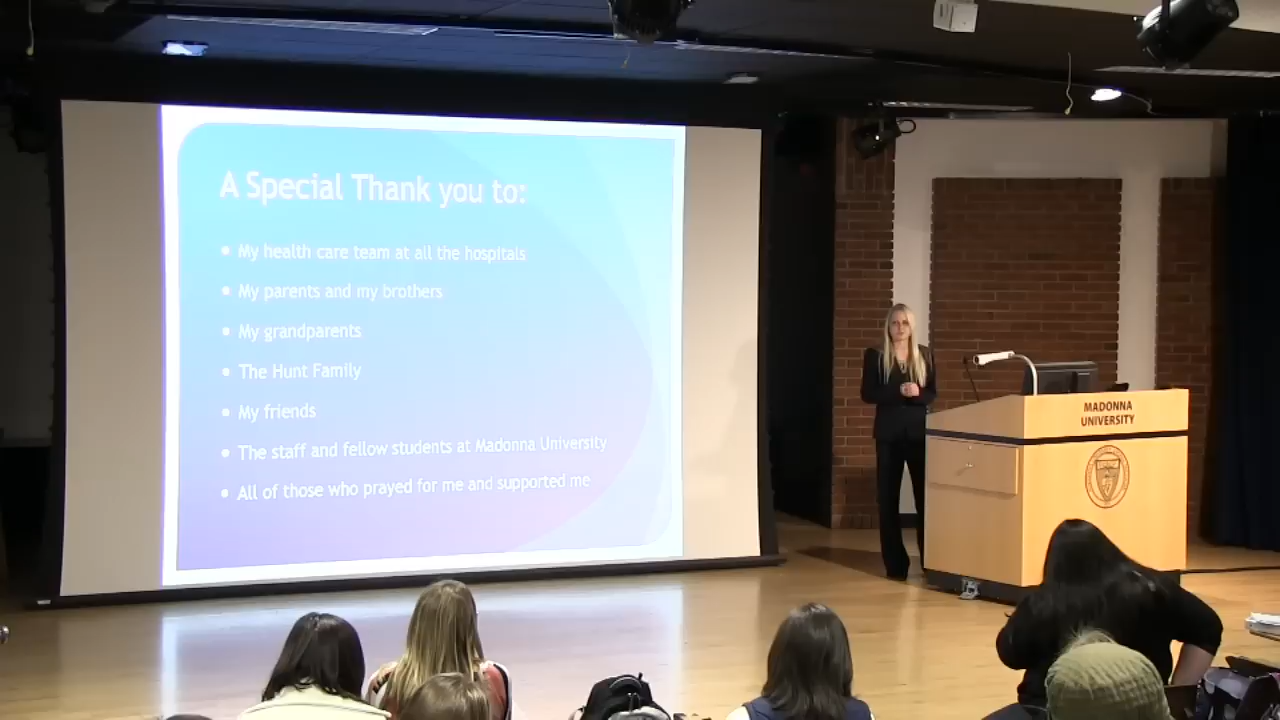 A Special Thank you to:
• My health care team at all the hospitals
• My parents and my brothers
• My grandparents
• The Hunt Family
• My friends
• The staff and fellow students at Madonna University
• All of those who prayed for me and supported me
MADONNA
UNIVERSITY